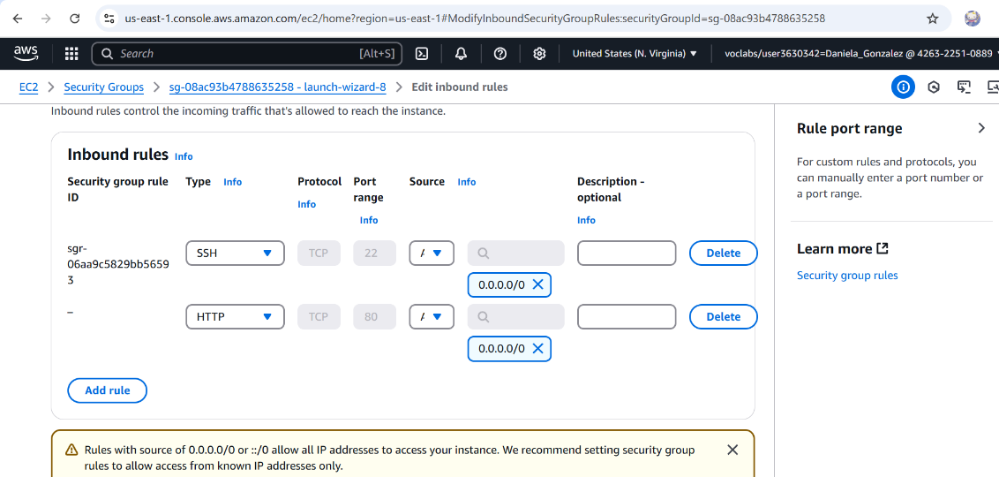 us-east-1.console.aws.amazon.com/ec2/home?region=us-east-1#ModifyInboundSecurityGroupRules:securityGroupId=sg-08ac93b4788635258
aws
Search [Alt+S] United States (N. Virginia) voclabs/user3630342=Daniela_Gonzalez @ 4263-2251-0889
EC2 > Security Groups > sg-08ac93b4788635258 - launch-wizard-8 > Edit inbound rules
Inbound rules control the incoming traffic that's allowed to reach the instance.
Inbound rules Info
Security group rule ID
Type Info
Protocol Info
Port range Info
Source Info
Description - optional Info
sgr-06aa9c5829bb56593
SSH TCP 22
0.0.0.0/0
Delete
–
HTTP TCP 80
0.0.0.0/0
Delete
Add rule
Rules with source of 0.0.0.0/0 or ::/0 allow all IP addresses to access your instance. We recommend setting security group
rules to allow access from known IP addresses only.
Rule port range
For custom rules and protocols, you
can manually enter a port number or
a port range.
Learn more
Security group rules